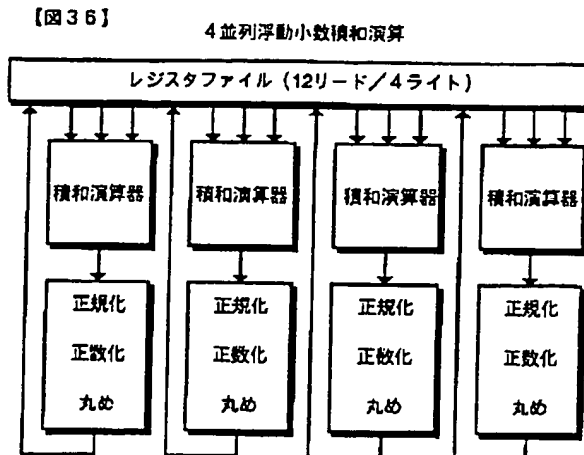 【図36】
4並列浮動小数積和演算
レジスタファイル（12リード／4ライト）
積和演算器 積和演算器 積和演算器 積和演算器
正規化 正規化 正規化 正規化
正数化 正数化 正数化 正数化
丸め 丸め 丸め 丸め